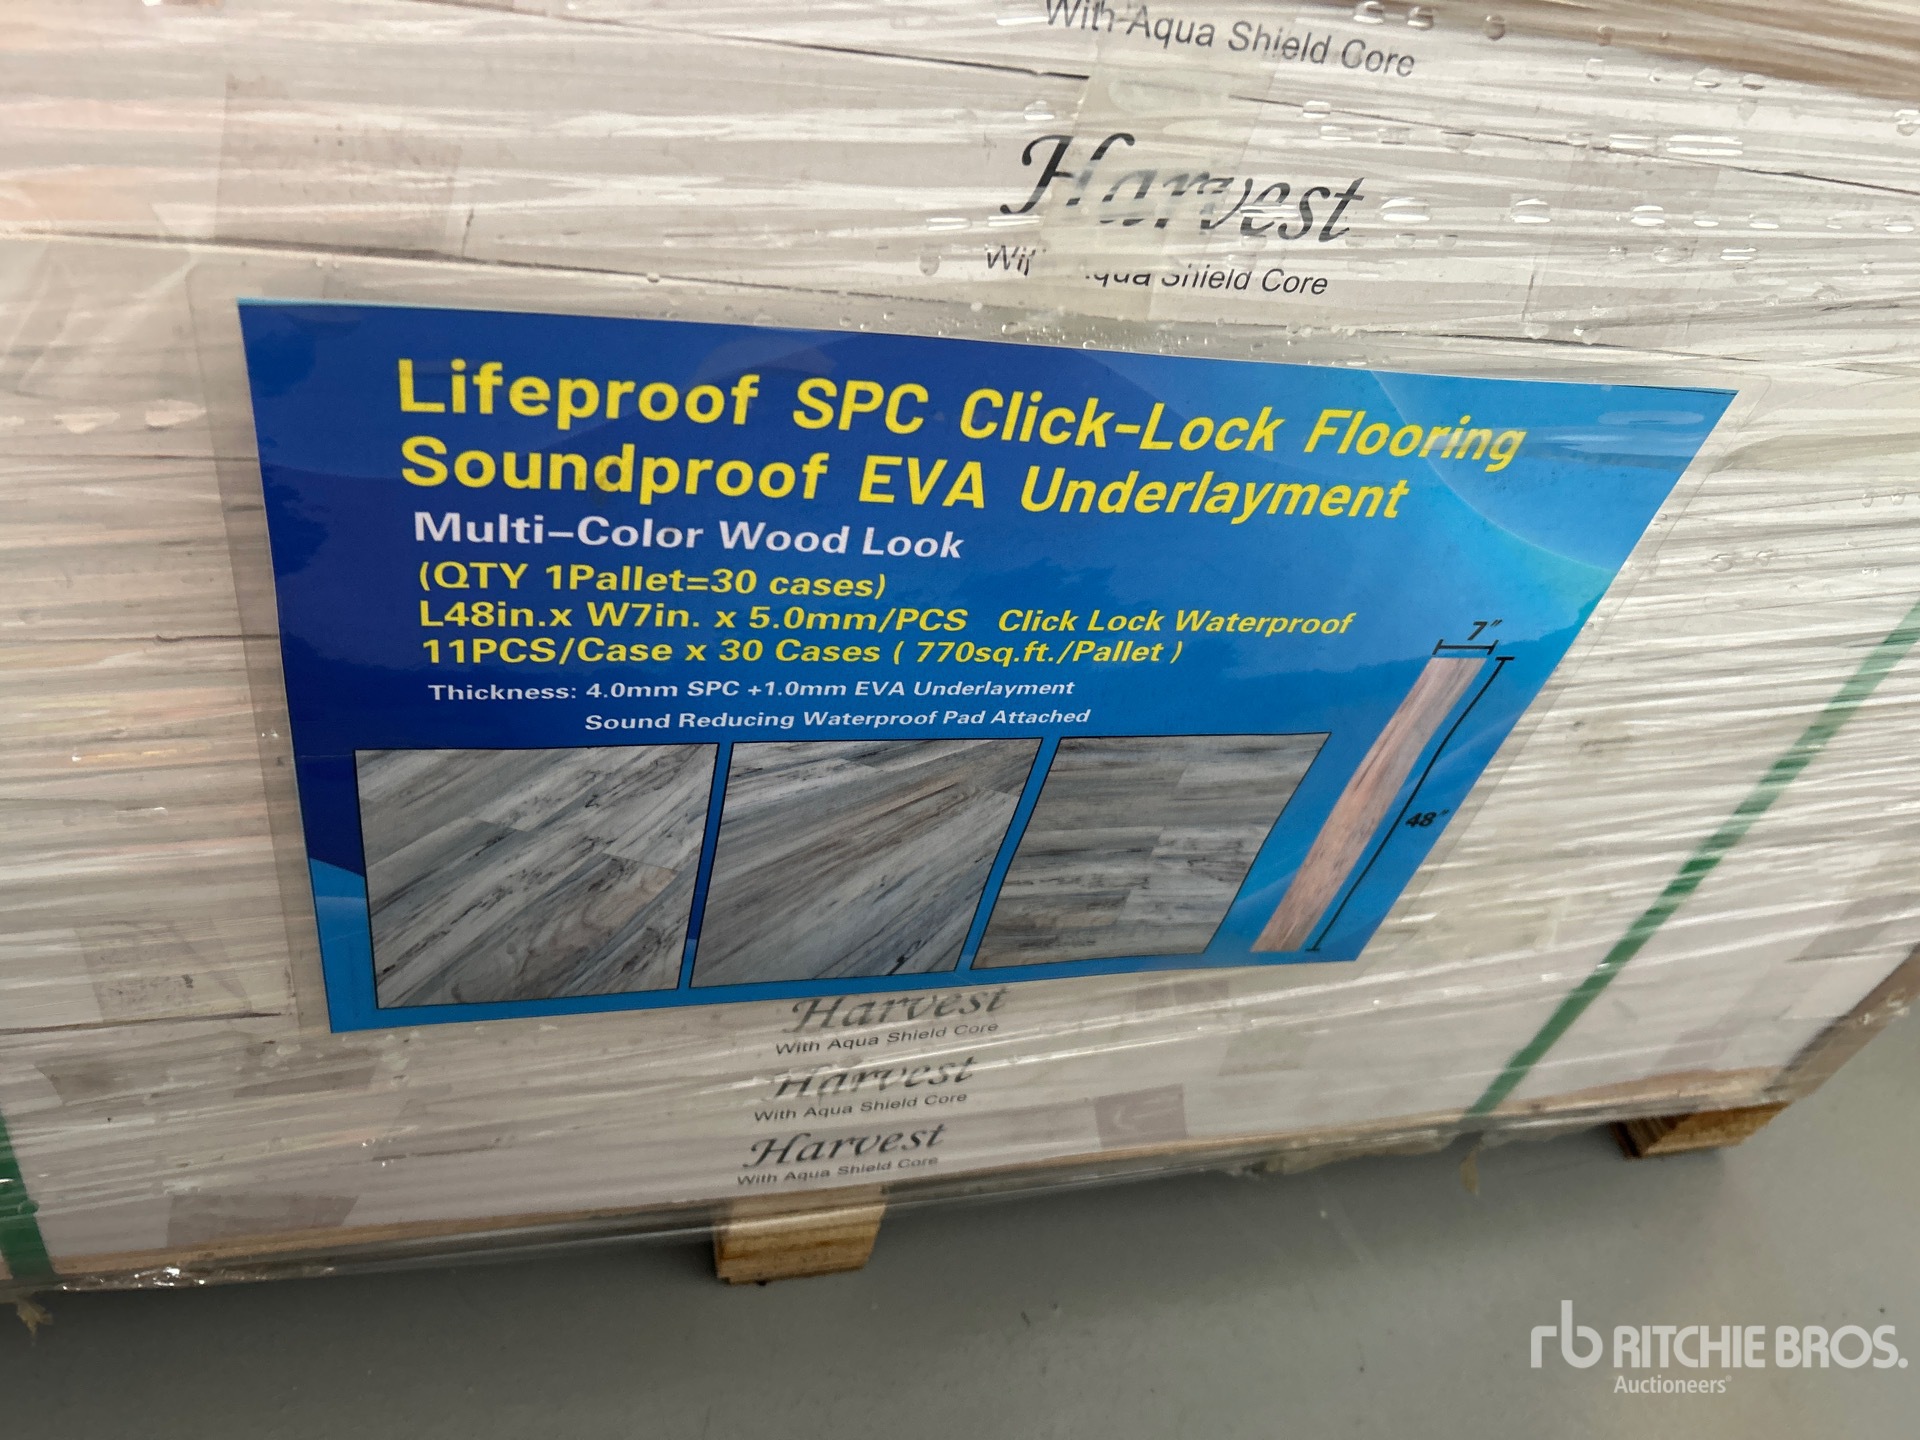 With Aqua Shield Core
Harvest
Shield Core
Lifeproof SPC Click-Lock Flooring
Soundproof EVA Underlayment
Multi-Color Wood Look
(QTY 1Pallet=30 cases)
L48in.x W7in. x 5.0mm/PCS Click Lock Waterproof
11PCS/Case x 30 Cases ( 770sq.ft./Pallet )
Thickness: 4.0mm SPC +1.0mm EVA Underlayment
Sound Reducing Waterproof Pad Attached
7"
48"
Harvest
With Aqua Shield Core
Harvest
With Aqua Shield Core
Harvest
With Aqua Shield Core
rb RITCHIE BROS.
Auctioneers